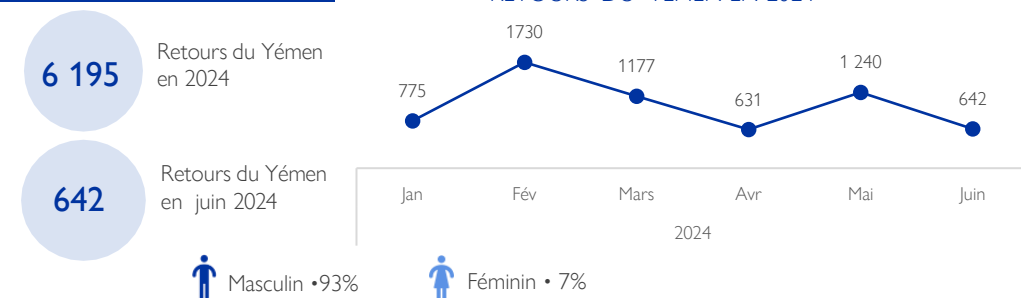 6 195
Retours du Yémen
en 2024
642
Retours du Yémen
en juin 2024
775
1730
1177
631
1 240
642
Jan
Fév
Mars
Avr
Mai
Juin
2024
Masculin •93%
Féminin • 7%